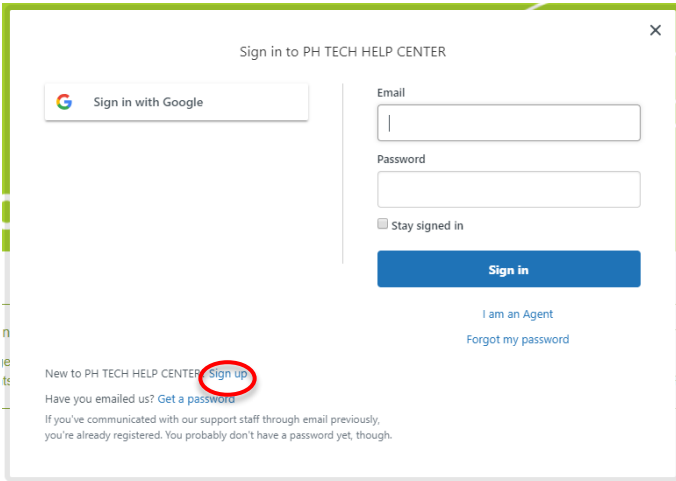 Sign in to PH TECH HELP CENTER
Sign in with Google
Email
Password
Stay signed in
Sign in
I am an Agent
Forgot my password
New to PH TECH HELP CENTER? Sign up
Have you emailed us? Get a password
If you've communicated with our support staff through email previously,
you're already registered. You probably don't have a password yet, though.